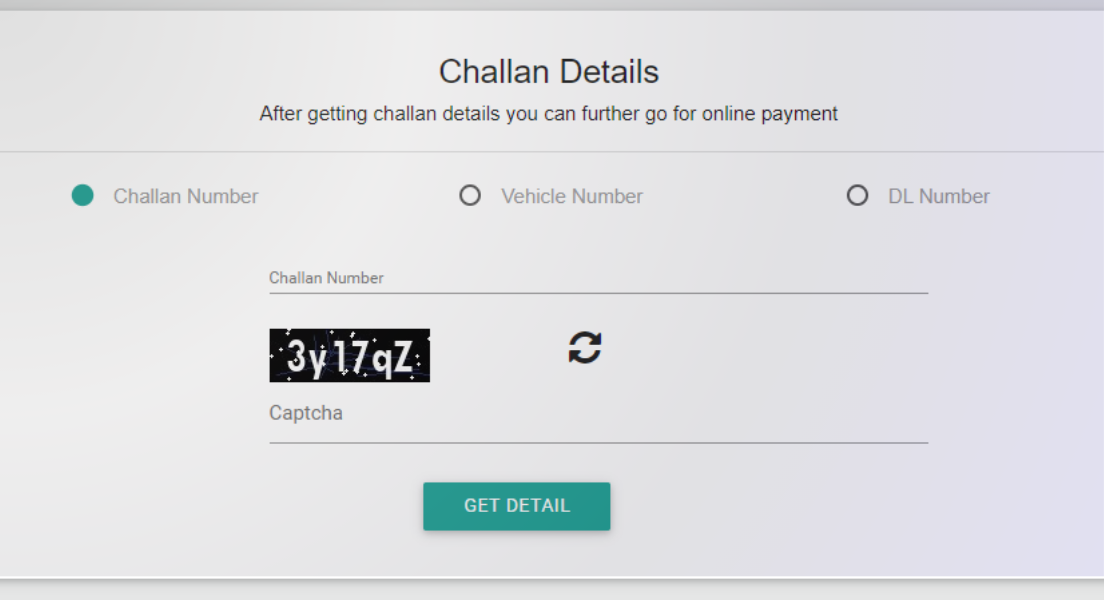 Challan Details
After getting challan details you can further go for online payment
Challan Number
Vehicle Number
DL Number
Challan Number
3y17qZ
Captcha
GET DETAIL